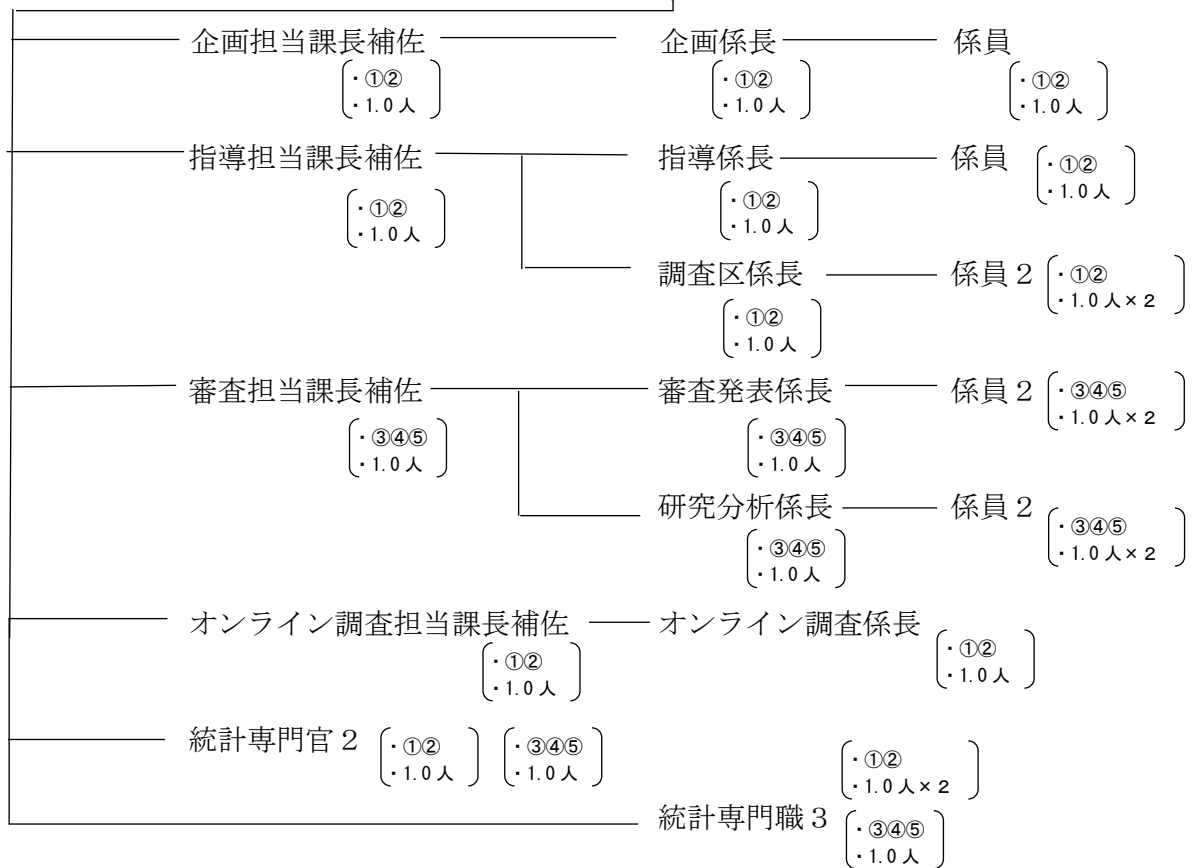 企画担当課長補佐 企画係長 係員
・①② ・①② ・①②
・1.0人 ・1.0人 ・1.0人
指導担当課長補佐 指導係長 係員 ・①②
・1.0人
・①② ・①②
・1.0人 ・1.0人
調査区係長 係員2 ・①②
・1.0人×2
・①②
・1.0人
審査担当課長補佐 審査発表係長 係員2 ・③④⑤
・1.0人×2
・③④⑤ ・③④⑤
・1.0人 ・1.0人
研究分析係長 係員2 ・③④⑤
・1.0人×2
・③④⑤
・1.0人
オンライン調査担当課長補佐 オンライン調査係長
・①② ・①②
・1.0人 ・1.0人
統計専門官2 ・①② ・③④⑤
・1.0人 ・1.0人
・①②
・1.0人×2
統計専門職3 ・③④⑤
・1.0人